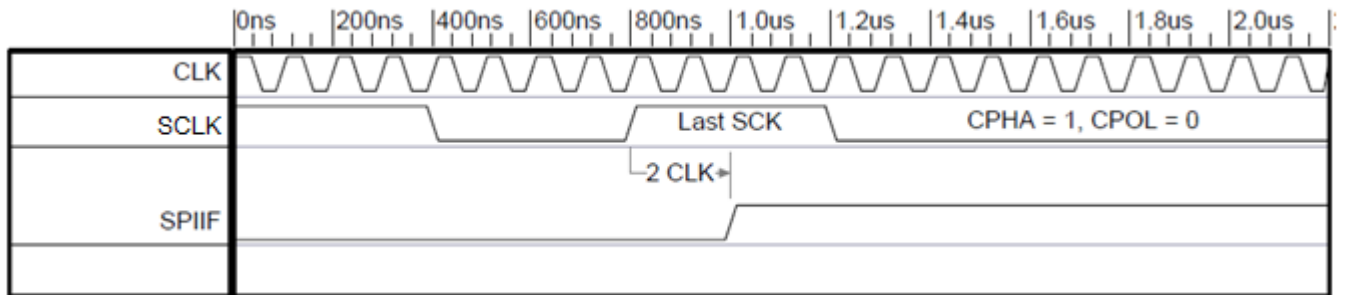 0ns 200ns 400ns 600ns 800ns 1.0us 1.2us 1.4us 1.6us 1.8us 2.0us
CLK
SCLK Last SCK CPHA = 1, CPOL = 0
2 CLK
SPIIF